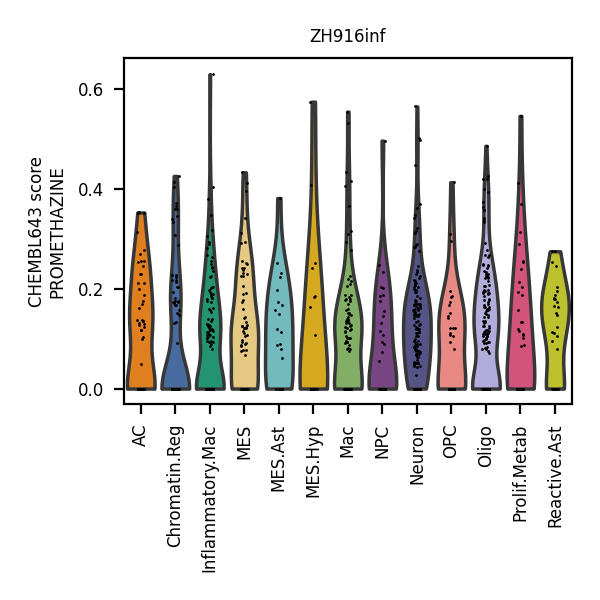 ZH916inf
CHEMBL643 score
PROMETHAZINE
0.6
0.4
0.2
0.0
AC
Chromatin.Reg
Inflammatory.Mac
MES
MES.Ast
MES.Hyp
Mac
NPC
Neuron
OPC
Oligo
Prolif.Metab
Reactive.Ast